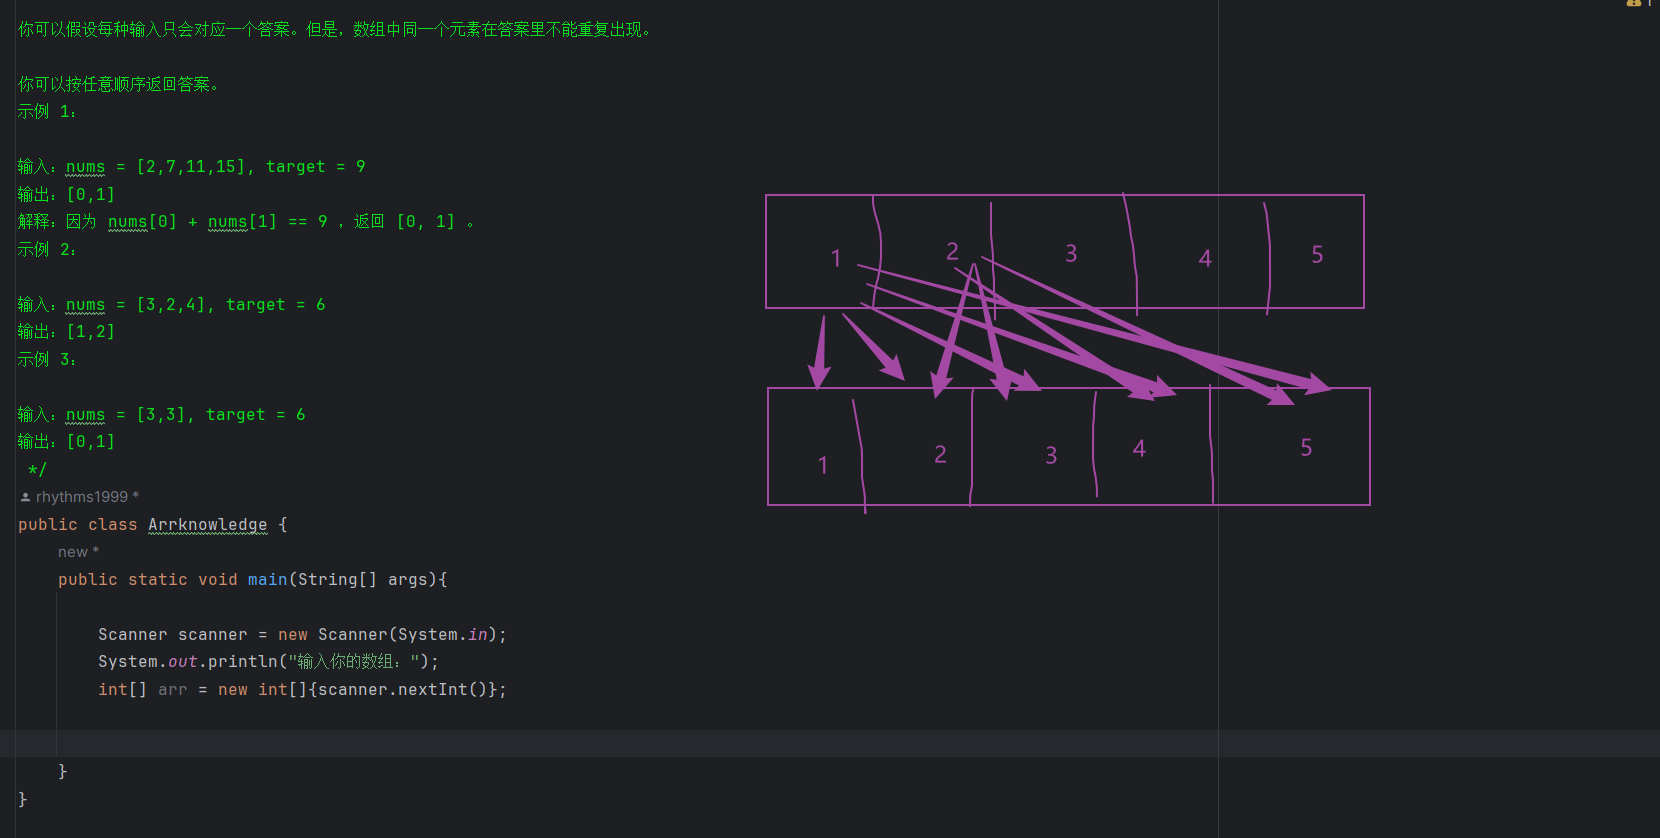 你可以假设每种输入只会对应一个答案。但是，数组中同一个元素在答案里不能重复出现。
你可以按任意顺序返回答案。
示例 1：
输入：nums = [2,7,11,15], target = 9
输出：[0,1]
解释：因为 nums[0] + nums[1] == 9 ，返回 [0, 1] 。
示例 2：
输入：nums = [3,2,4], target = 6
输出：[1,2]
示例 3：
输入：nums = [3,3], target = 6
输出：[0,1]
*/
rhythms1999 *
public class Arrknowledge {
new *
public static void main(String[] args){
Scanner scanner = new Scanner(System.in);
System.out.println("输入你的数组：");
int[] arr = new int[]{scanner.nextInt()};
}
}
1 2 3 4 5
1 2 3 4 5